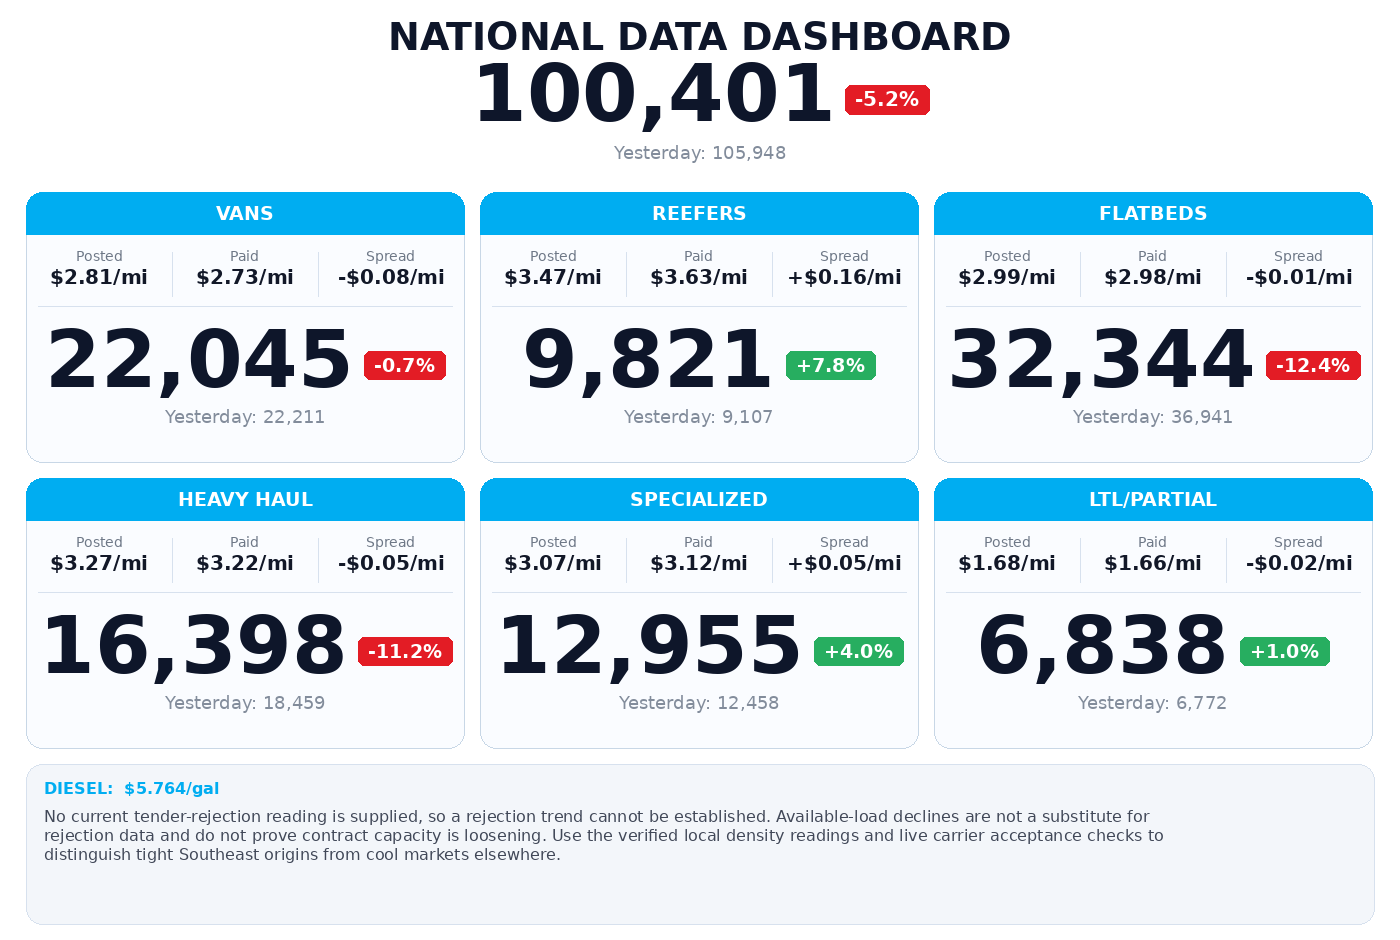 NATIONAL DATA DASHBOARD
100,401 -5.2%
Yesterday: 105,948
VANS
Posted Paid Spread
$2.81/mi $2.73/mi -$0.08/mi
22,045 -0.7%
Yesterday: 22,211
REEFERS
Posted Paid Spread
$3.47/mi $3.63/mi +$0.16/mi
9,821 +7.8%
Yesterday: 9,107
FLATBEDS
Posted Paid Spread
$2.99/mi $2.98/mi -$0.01/mi
32,344 -12.4%
Yesterday: 36,941
HEAVY HAUL
Posted Paid Spread
$3.27/mi $3.22/mi -$0.05/mi
16,398 -11.2%
Yesterday: 18,459
SPECIALIZED
Posted Paid Spread
$3.07/mi $3.12/mi +$0.05/mi
12,955 +4.0%
Yesterday: 12,458
LTL/PARTIAL
Posted Paid Spread
$1.68/mi $1.66/mi -$0.02/mi
6,838 +1.0%
Yesterday: 6,772
DIESEL: $5.764/gal
No current tender-rejection reading is supplied, so a rejection trend cannot be established. Available-load declines are not a substitute for
rejection data and do not prove contract capacity is loosening. Use the verified local density readings and live carrier acceptance checks to
distinguish tight Southeast origins from cool markets elsewhere.